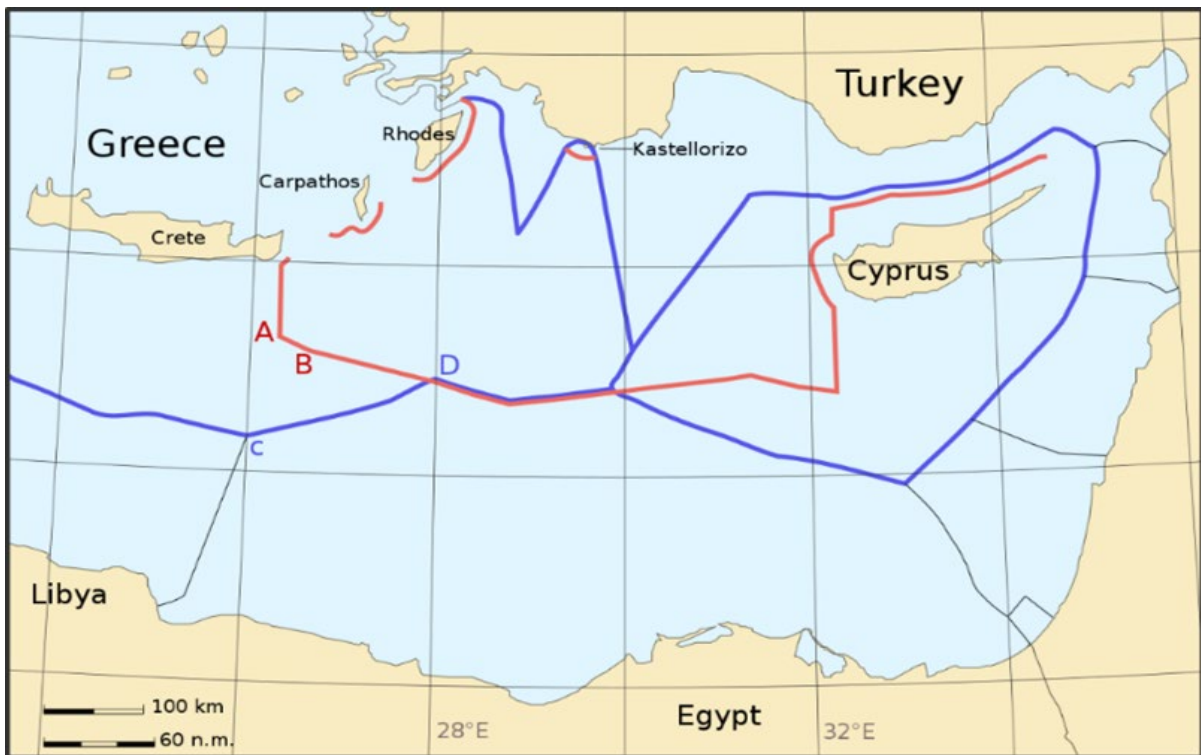 Turkey
Greece
Rhodes
Kastellorizo
Carpathos
Crete
Cyprus
A
B
D
c
Libya
100 km
60 n.m.
28°E
Egypt
32°E